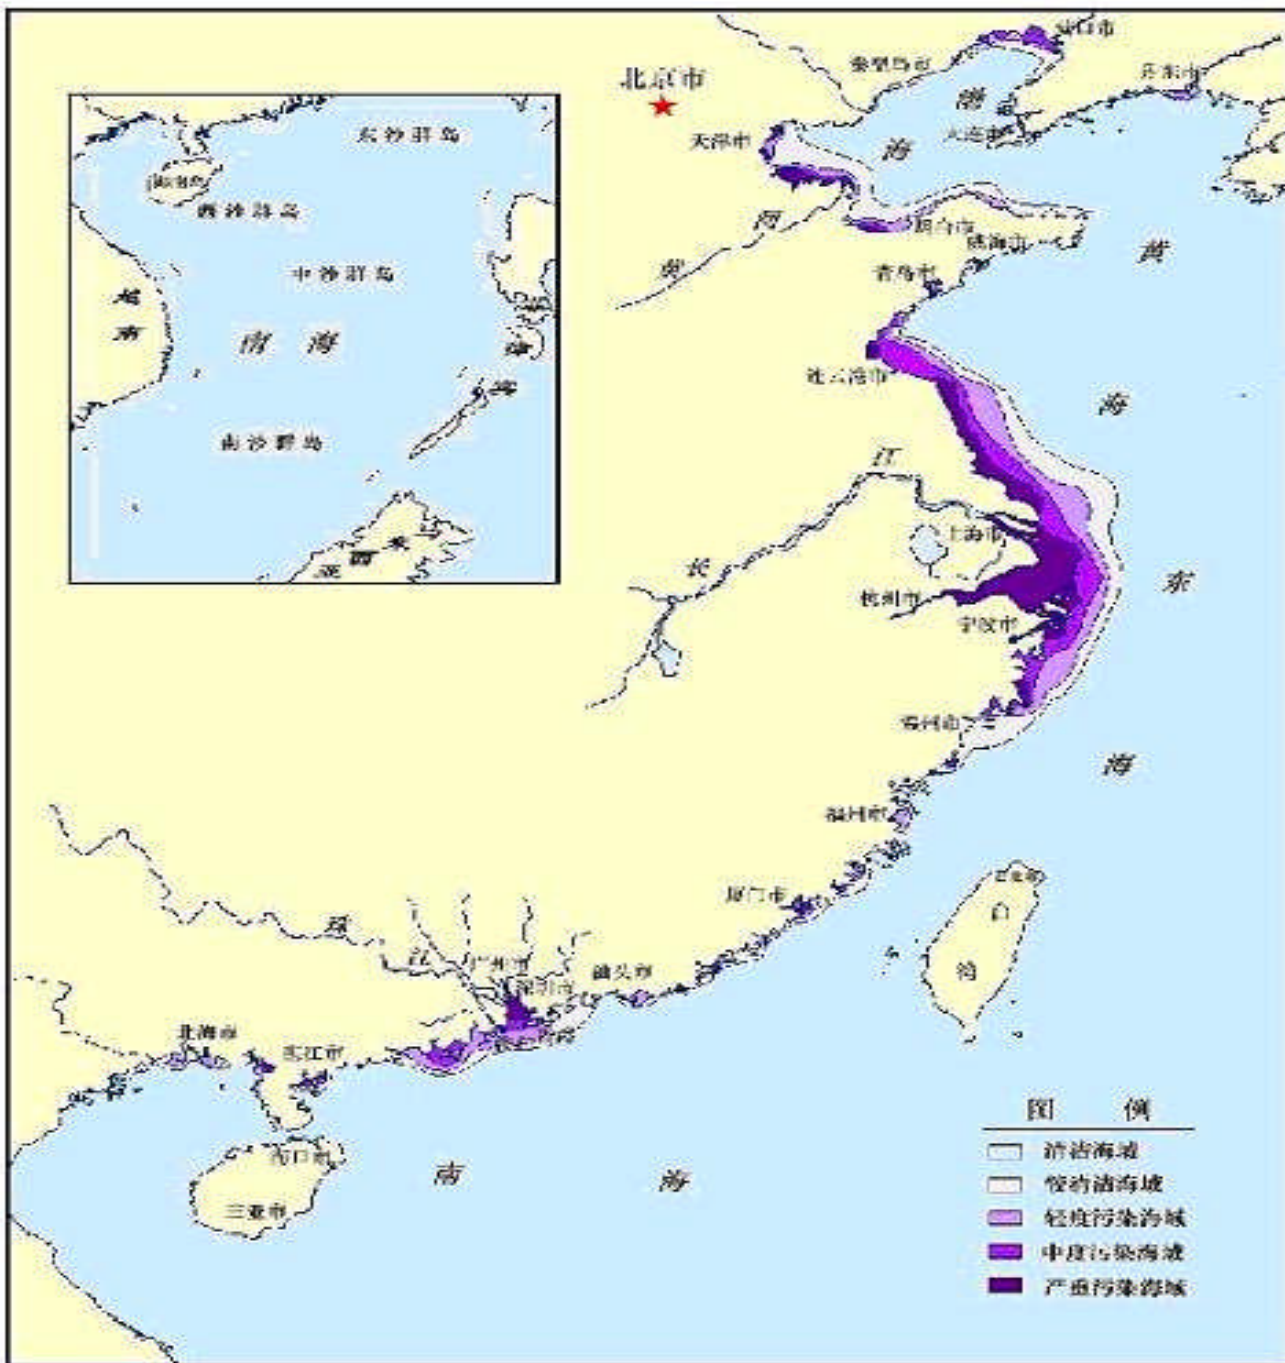 北京市
营口市
秦皇岛市
丹东市
渤
海
大连市
天津市
黄
河
烟台市
威海市
青岛市
黄
海
连云港市
东沙群岛
海南岛
西沙群岛
中沙群岛
越
南
南 海
南沙群岛
江
长
上海市
杭州市
宁波市
东
海
温州市
福州市
厦门市
台
湾
珠
江
广州市
深圳市
汕头市
北海市
湛江市
海口市
三亚市
南 海
图 例
清洁海域
较清洁海域
轻度污染海域
中度污染海域
严重污染海域